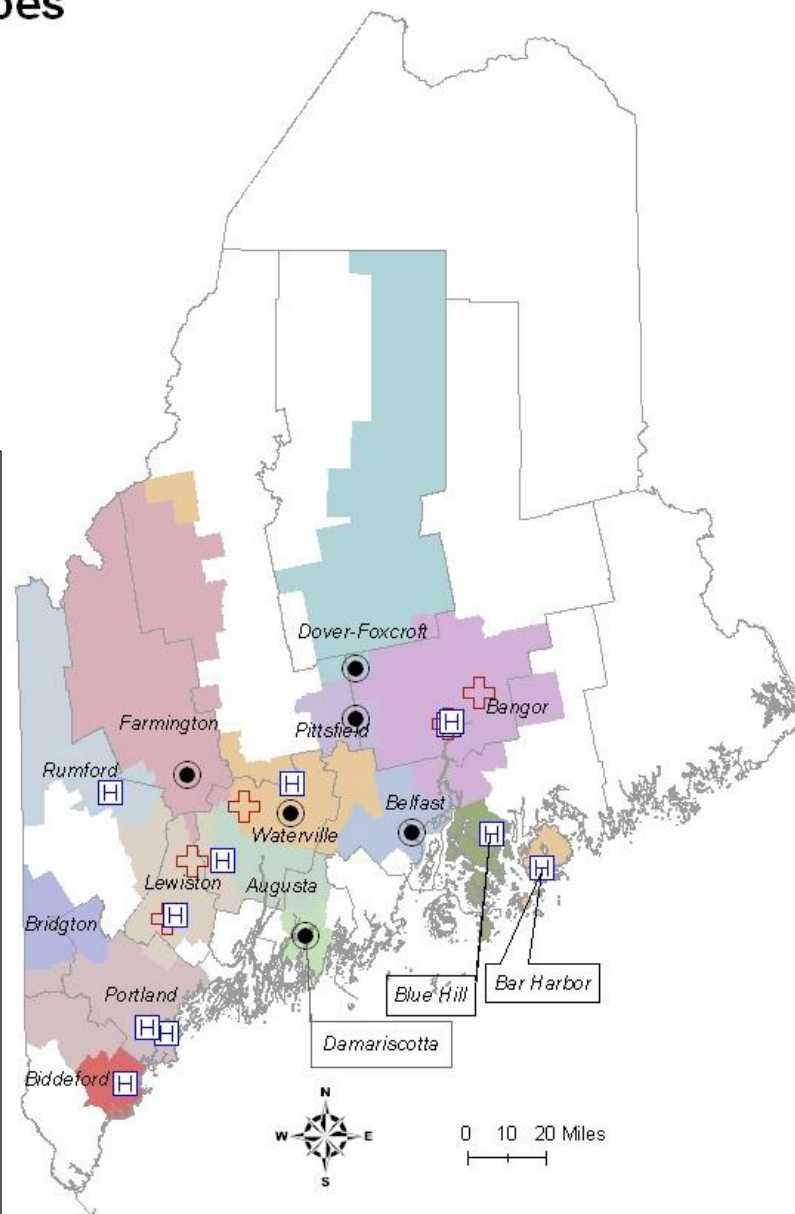 Dover-Foxcroft
Farmington
Pittsfield
Bangor
Rumford
Belfast
Waterville
Lewiston
Augusta
Bridgton
Blue Hill
Bar Harbor
Portland
Damariscotta
Biddeford
N
W E
S
0 10 20 Miles
H
H
H
H
H
H
H
H
H
H